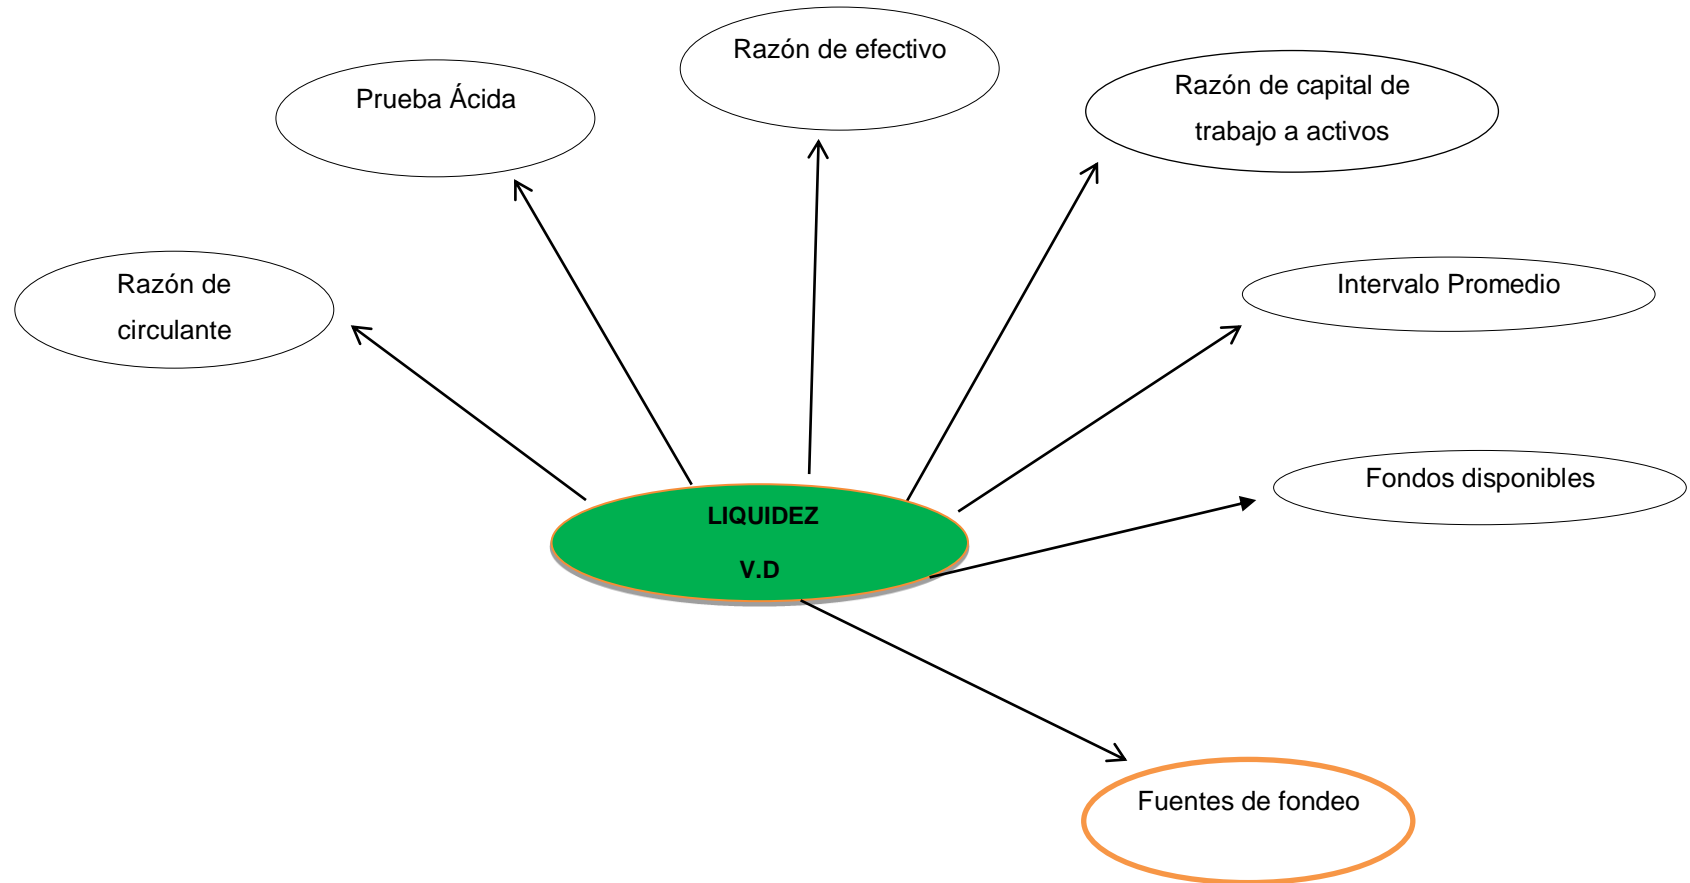 Razón de efectivo
Prueba Ácida
Razón de capital de
trabajo a activos
Razón de
circulante
Intervalo Promedio
Fondos disponibles
LIQUIDEZ
V.D
Fuentes de fondeo